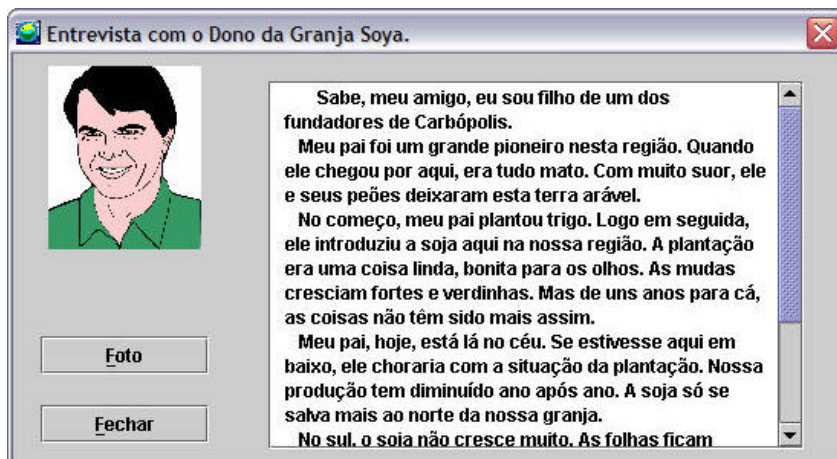 Entrevista com o Dono da Granja Soya.
Sabe, meu amigo, eu sou filho de um dos
fundadores de Carbópolis.
Meu pai foi um grande pioneiro nesta região. Quando
ele chegou por aqui, era tudo mato. Com muito suor, ele
e seus peões deixaram esta terra arável.
No começo, meu pai plantou trigo. Logo em seguida,
ele introduziu a soja aqui na nossa região. A plantação
era uma coisa linda, bonita para os olhos. As mudas
cresciam fortes e verdinhas. Mas de uns anos para cá,
as coisas não têm sido mais assim.
Meu pai, hoje, está lá no céu. Se estivesse aqui em
baixo, ele choraria com a situação da plantação. Nossa
produção tem diminuído ano após ano. A soja só se
salva mais ao norte da nossa granja.
No sul, o soja não cresce muito. As folhas ficam
Foto
Fechar